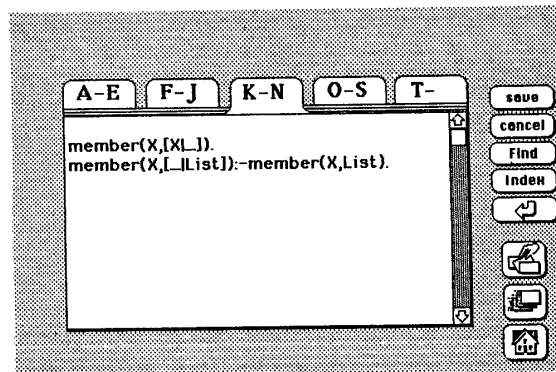 A-E F-J K-N O-S T-
member(X,[X|_]).
member(X,[_|List]):-member(X,List).
save
cancel
Find
Index